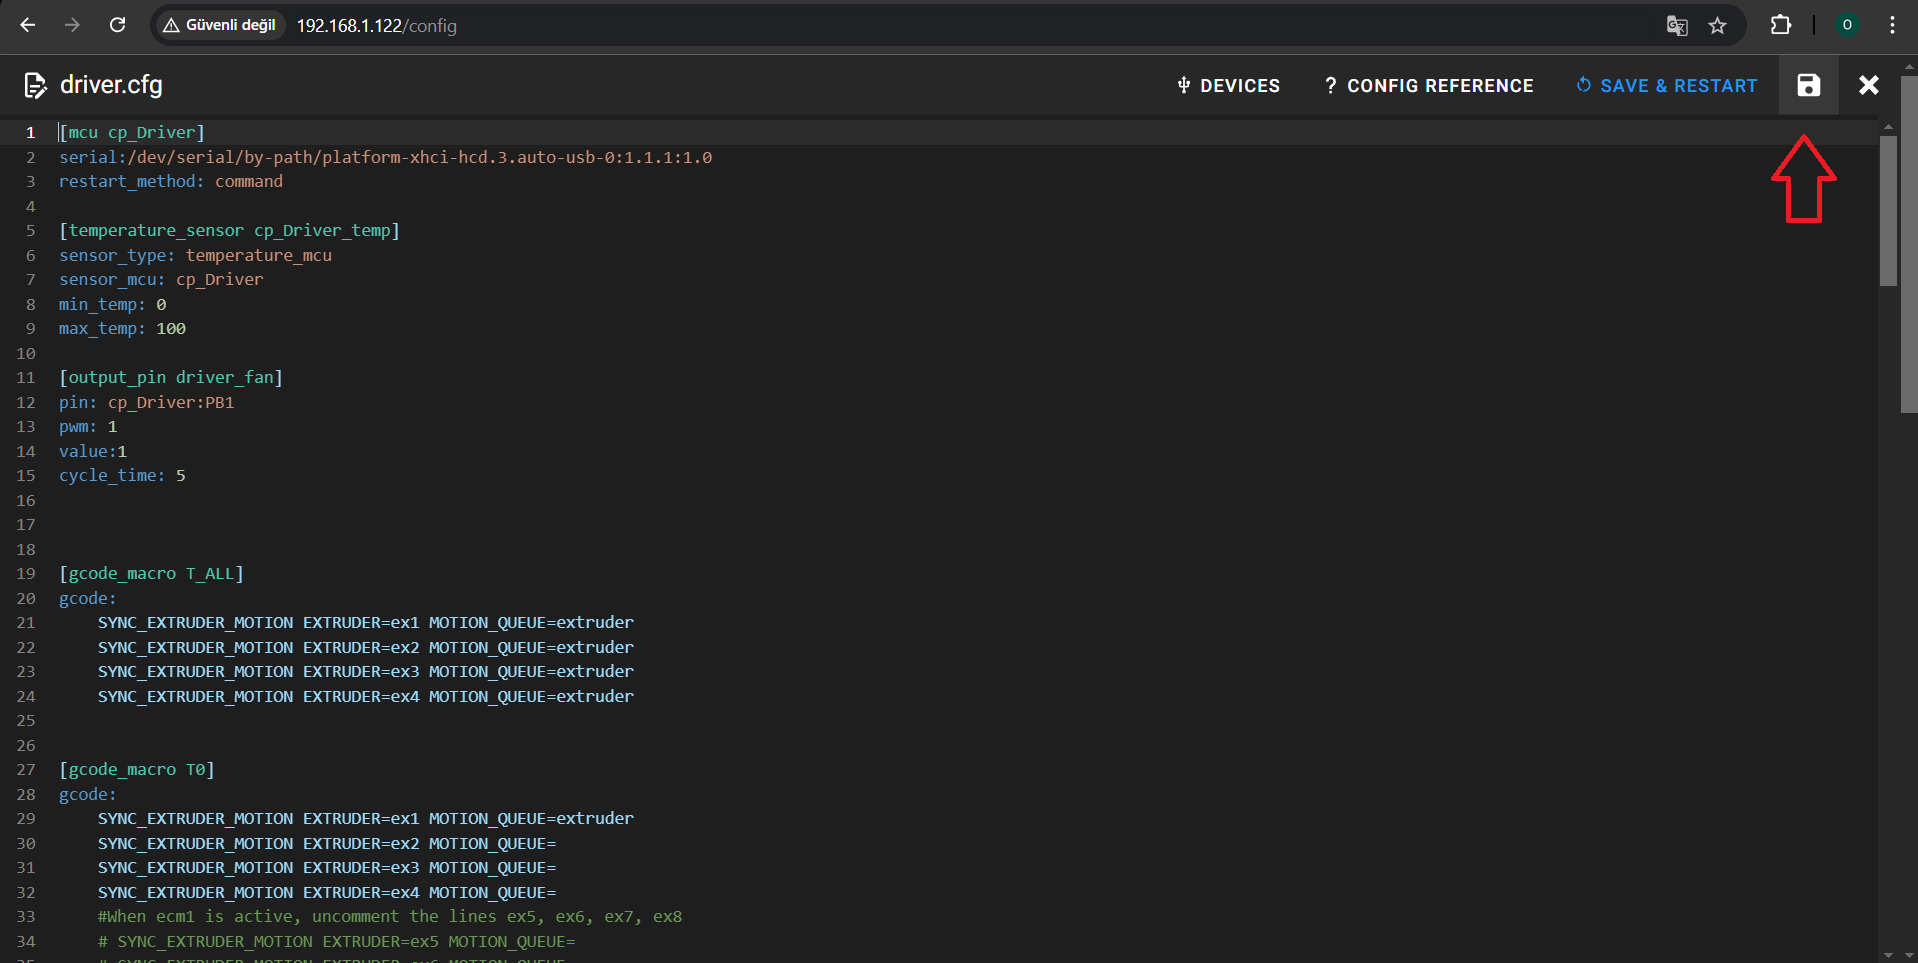 Güvenli değil 192.168.1.122/config O
driver.cfg DEVICES ? CONFIG REFERENCE SAVE & RESTART
1 [mcu cp_Driver]
2 serial:/dev/serial/by-path/platform-xhci-hcd.3.auto-usb-0:1.1.1:1.0
3 restart_method: command
4
5 [temperature_sensor cp_Driver_temp]
6 sensor_type: temperature_mcu
7 sensor_mcu: cp_Driver
8 min_temp: 0
9 max_temp: 100
10
11 [output_pin driver_fan]
12 pin: cp_Driver:PB1
13 pwm: 1
14 value:1
15 cycle_time: 5
16
17
18
19 [gcode_macro T_ALL]
20 gcode:
21 SYNC_EXTRUDER_MOTION EXTRUDER=ex1 MOTION_QUEUE=extruder
22 SYNC_EXTRUDER_MOTION EXTRUDER=ex2 MOTION_QUEUE=extruder
23 SYNC_EXTRUDER_MOTION EXTRUDER=ex3 MOTION_QUEUE=extruder
24 SYNC_EXTRUDER_MOTION EXTRUDER=ex4 MOTION_QUEUE=extruder
25
26
27 [gcode_macro T0]
28 gcode:
29 SYNC_EXTRUDER_MOTION EXTRUDER=ex1 MOTION_QUEUE=extruder
30 SYNC_EXTRUDER_MOTION EXTRUDER=ex2 MOTION_QUEUE=
31 SYNC_EXTRUDER_MOTION EXTRUDER=ex3 MOTION_QUEUE=
32 SYNC_EXTRUDER_MOTION EXTRUDER=ex4 MOTION_QUEUE=
33 #When ecm1 is active, uncomment the lines ex5, ex6, ex7, ex8
34 # SYNC_EXTRUDER_MOTION EXTRUDER=ex5 MOTION_QUEUE=